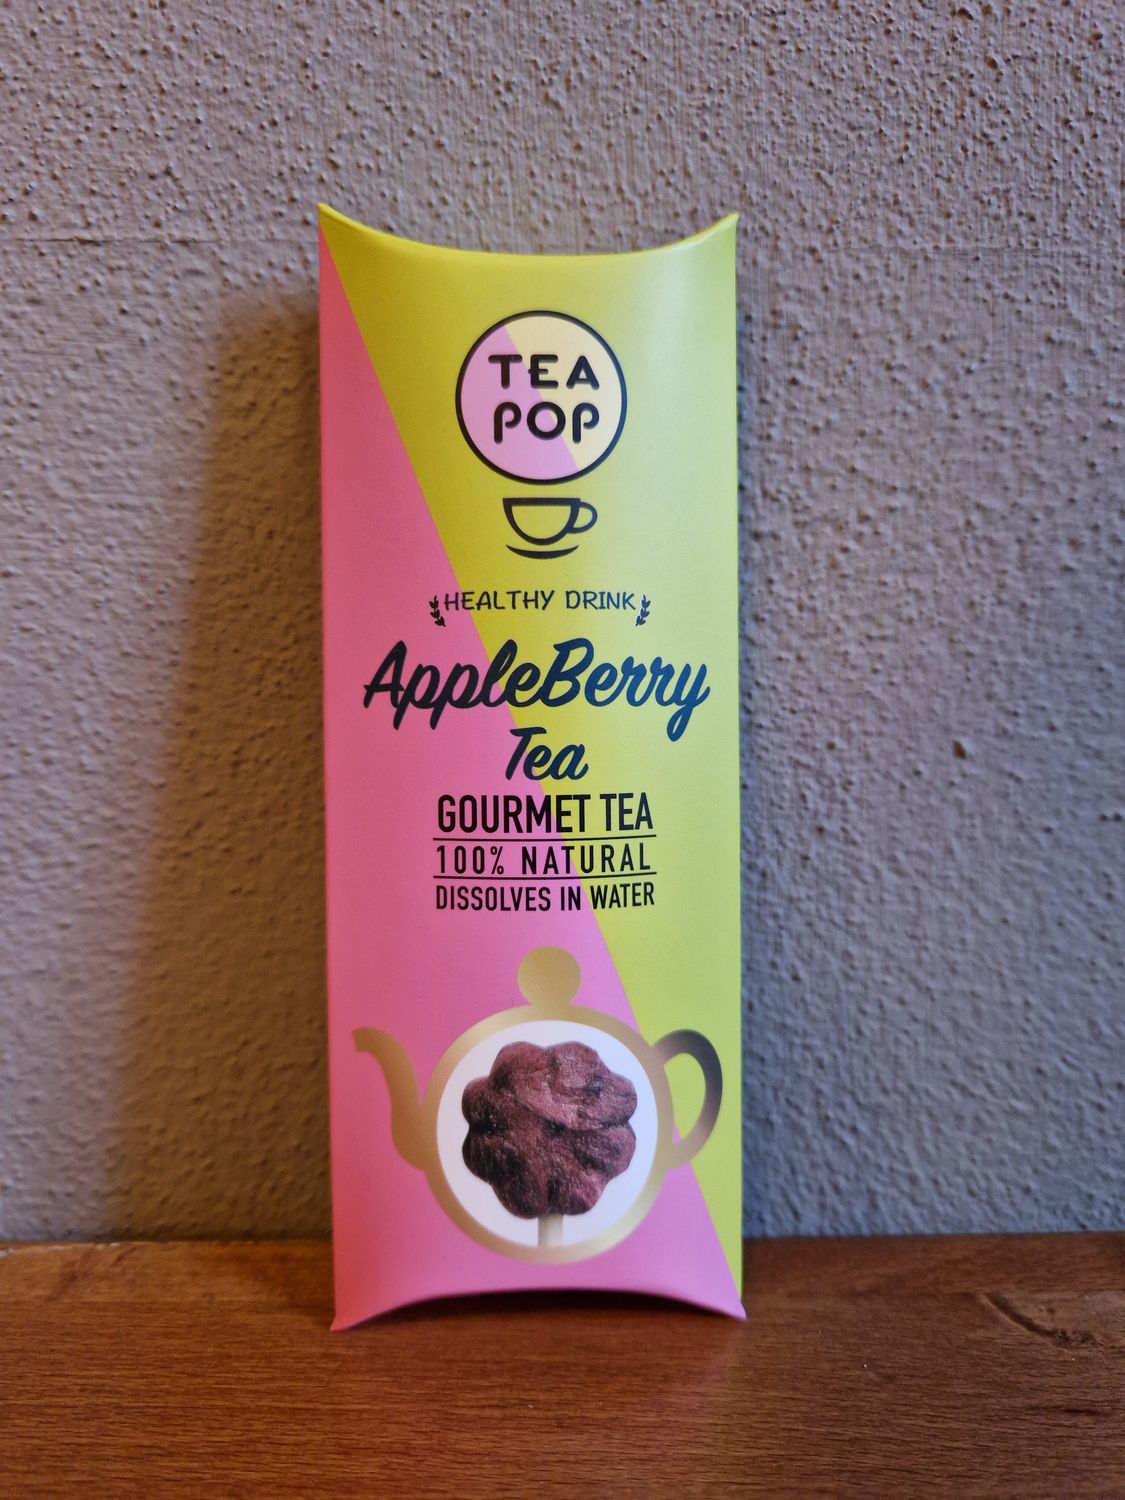 TEA
POP
HEALTHY DRINK
AppleBerry
Tea
GOURMET TEA
100% NATURAL
DISSOLVES IN WATER